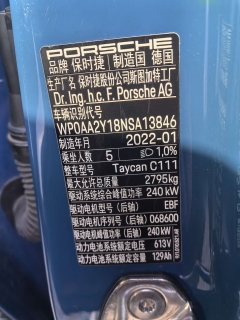 PORSCHE
品牌 保时捷 | 制造国 德国
生产厂名 保时捷股份公司斯图加特工厂
Dr. Ing. h.c. F. Porsche AG
车辆识别代号
WP0AA2Y18NSA13846
制造年月 2022-01
乘坐人数 5 1,0%
整车型号 Taycan C111
最大允许总质量 2795kg
驱动系统综合峰值功率 240 kW
驱动电机型号（后轴） EBF
驱动电机序号（后轴） 068600
驱动电机峰值功率（后轴） 240 kW
动力电池系统额定电压 613V
动力电池系统额定容量 129Ah